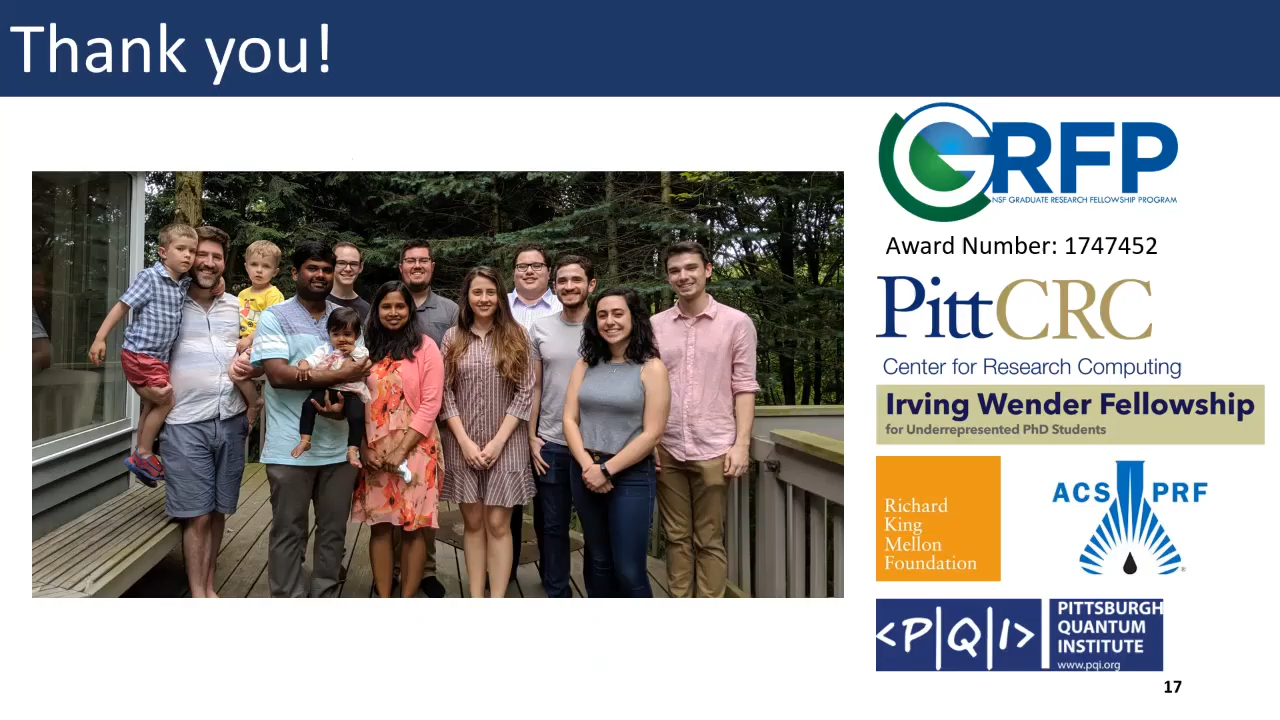 Thank you!
GRFP
NSF GRADUATE RESEARCH FELLOWSHIP PROGRAM
Award Number: 1747452
PittCRC
Center for Research Computing
Irving Wender Fellowship
for Underrepresented PhD Students
Richard
King
Mellon
Foundation
ACS PRF
<P|Q|I>
PITTSBURGH
QUANTUM
INSTITUTE
www.pqi.org
17